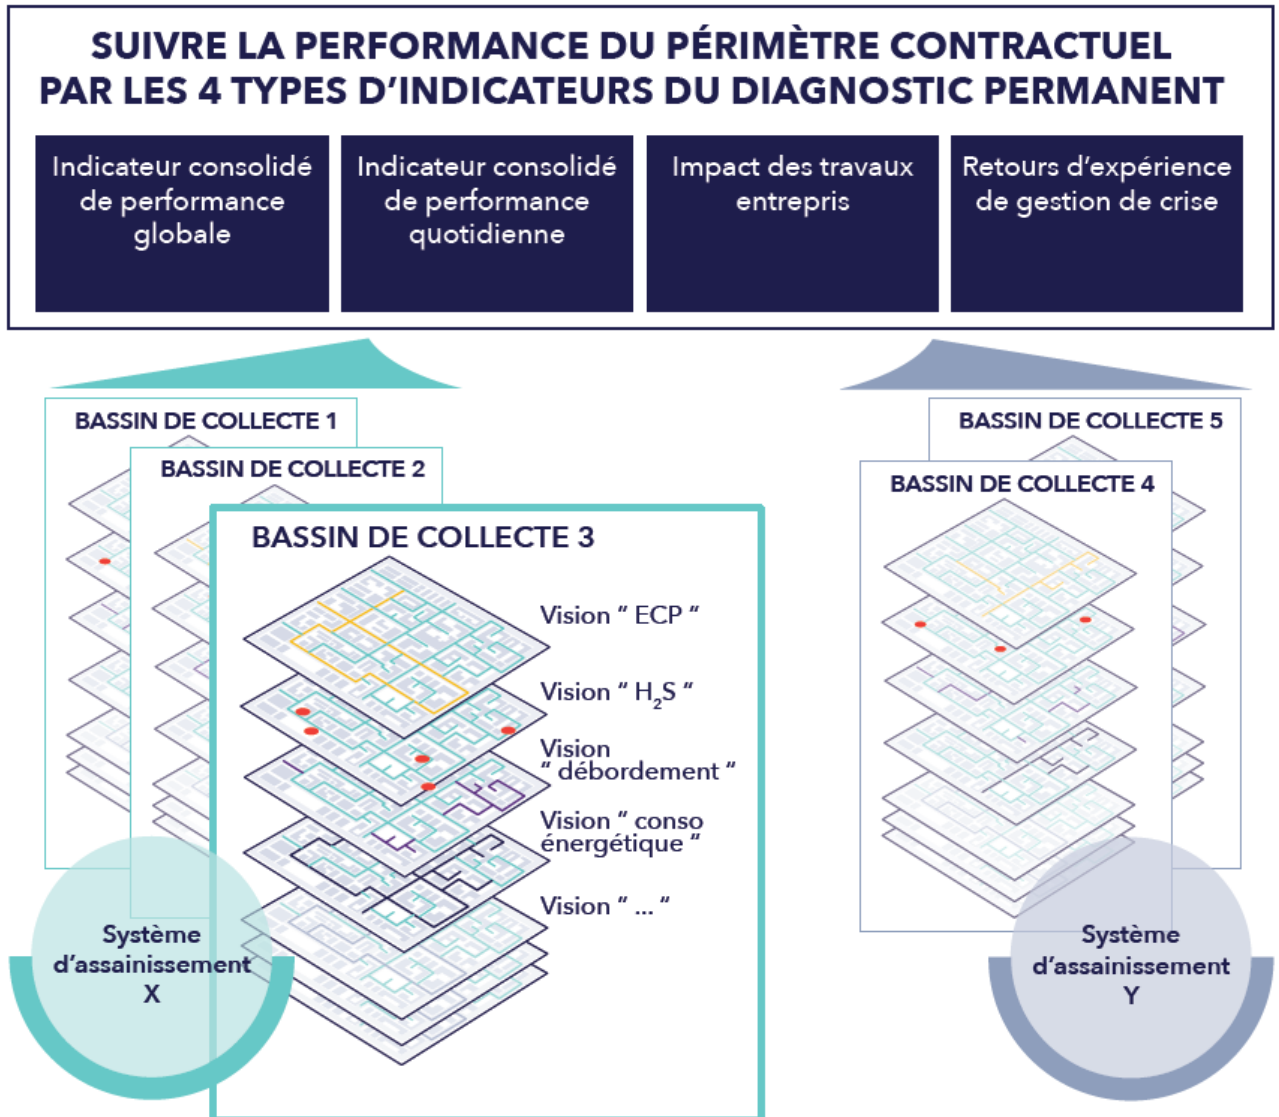 SUIVRE LA PERFORMANCE DU PÉRIMÈTRE CONTRACTUEL
PAR LES 4 TYPES D’INDICATEURS DU DIAGNOSTIC PERMANENT
Indicateur consolidé
de performance
globale
Indicateur consolidé
de performance
quotidienne
Impact des travaux
entrepris
Retours d’expérience
de gestion de crise
BASSIN DE COLLECTE 1
BASSIN DE COLLECTE 2
BASSIN DE COLLECTE 3
Vision “ ECP “
Vision “ H₂S “
Vision
“ débordement “
Vision “ conso
énergétique “
Vision “ ... “
Système
d’assainissement
X
BASSIN DE COLLECTE 5
BASSIN DE COLLECTE 4
Système
d’assainissement
Y